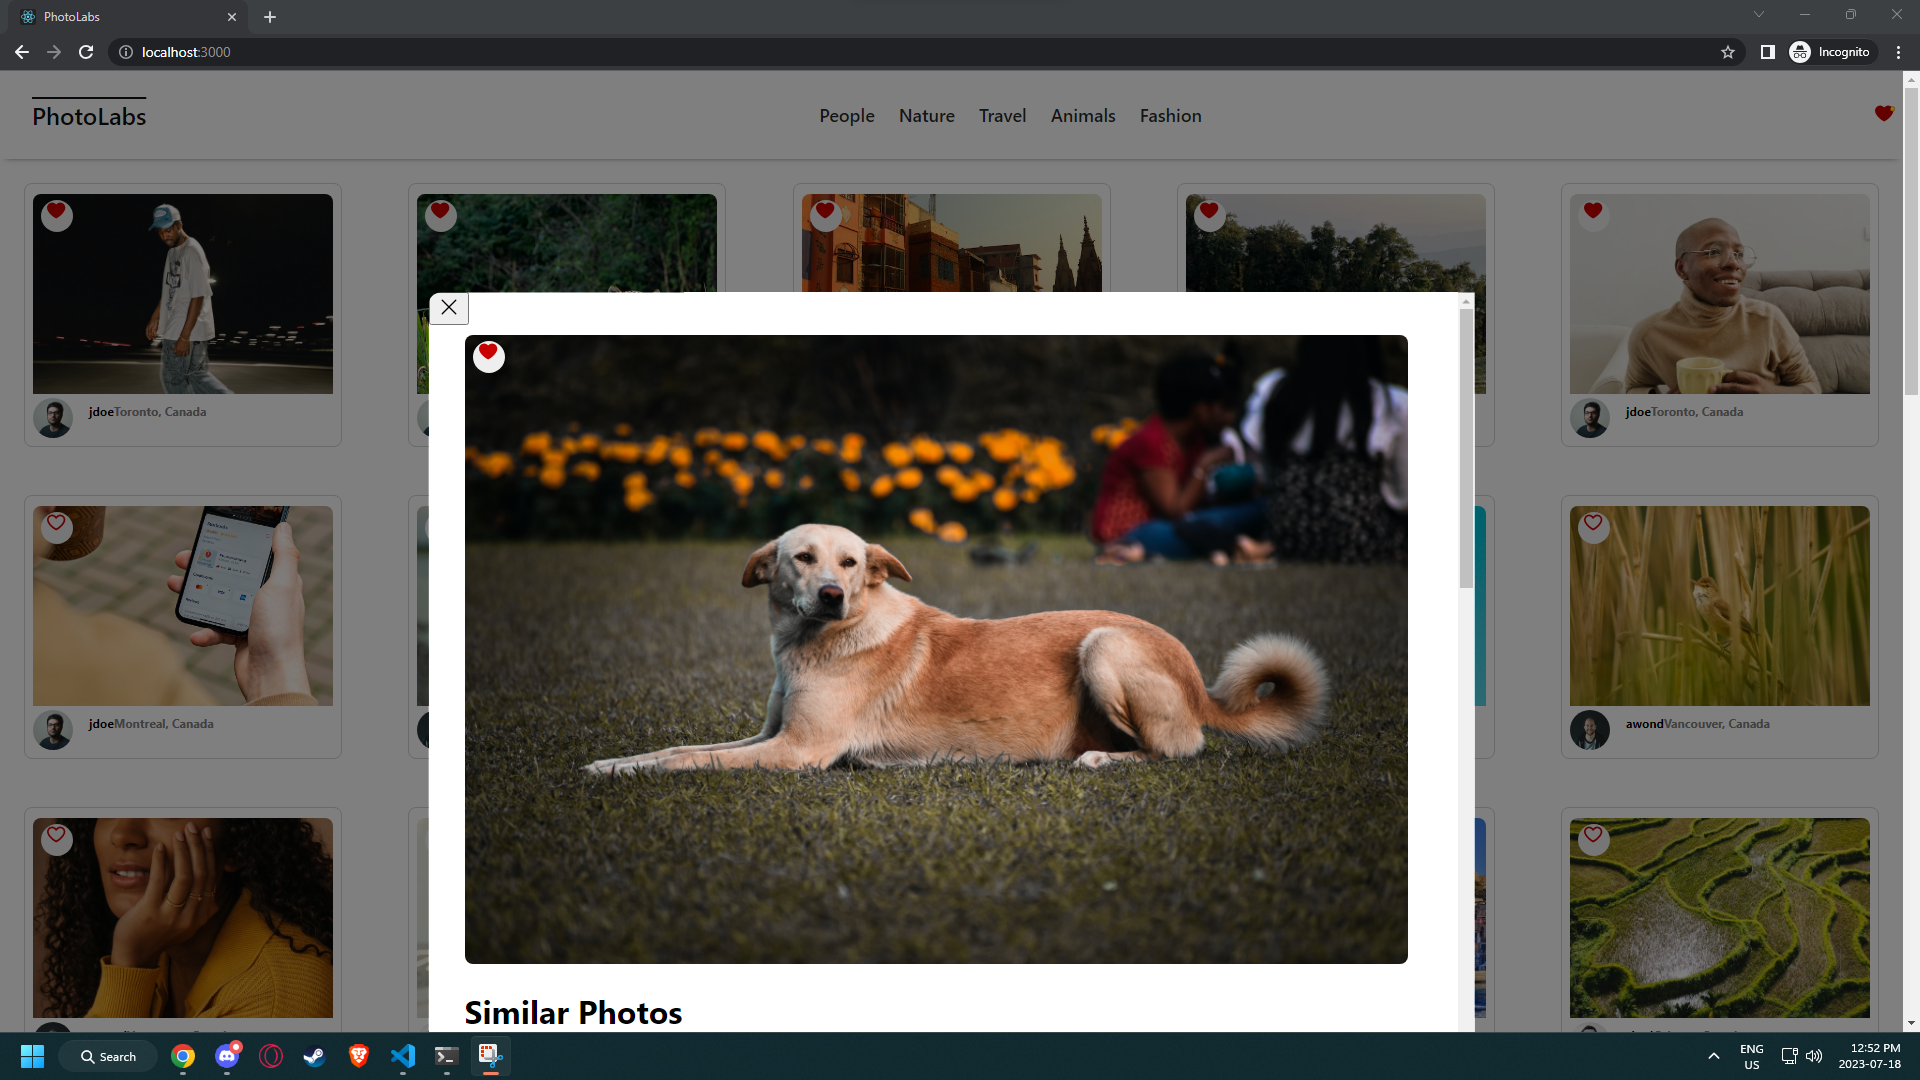 PhotoLabs
localhost:3000
Incognito
PhotoLabs
People Nature Travel Animals Fashion
jdoeToronto, Canada
jdoeToronto, Canada
jdoeMontreal, Canada
awondVancouver, Canada
Similar Photos
Search
ENG
US
12:52 PM
2023-07-18